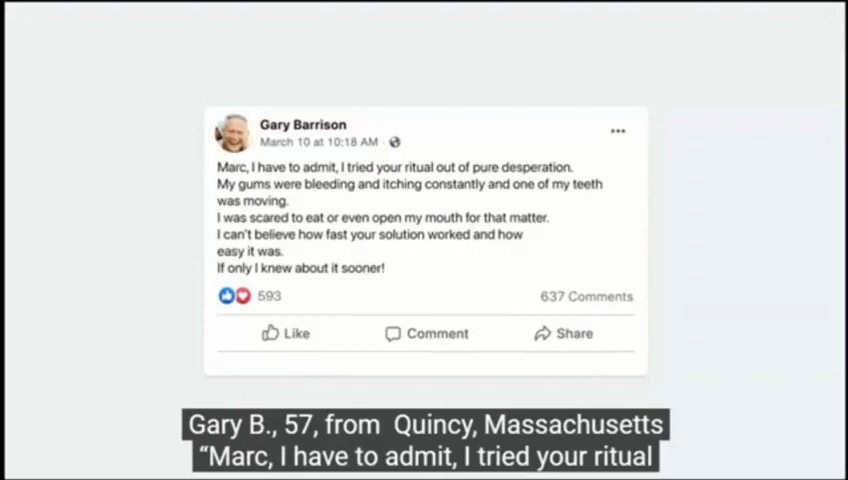 Gary Barrison
March 10 at 10:18 AM ·
Marc, I have to admit, I tried your ritual out of pure desperation.
My gums were bleeding and itching constantly and one of my teeth
was moving.
I was scared to eat or even open my mouth for that matter.
I can't believe how fast your solution worked and how
easy it was.
If only I knew about it sooner!
593
637 Comments
Like
Comment
Share
Gary B., 57, from Quincy, Massachusetts
“Marc, I have to admit, I tried your ritual